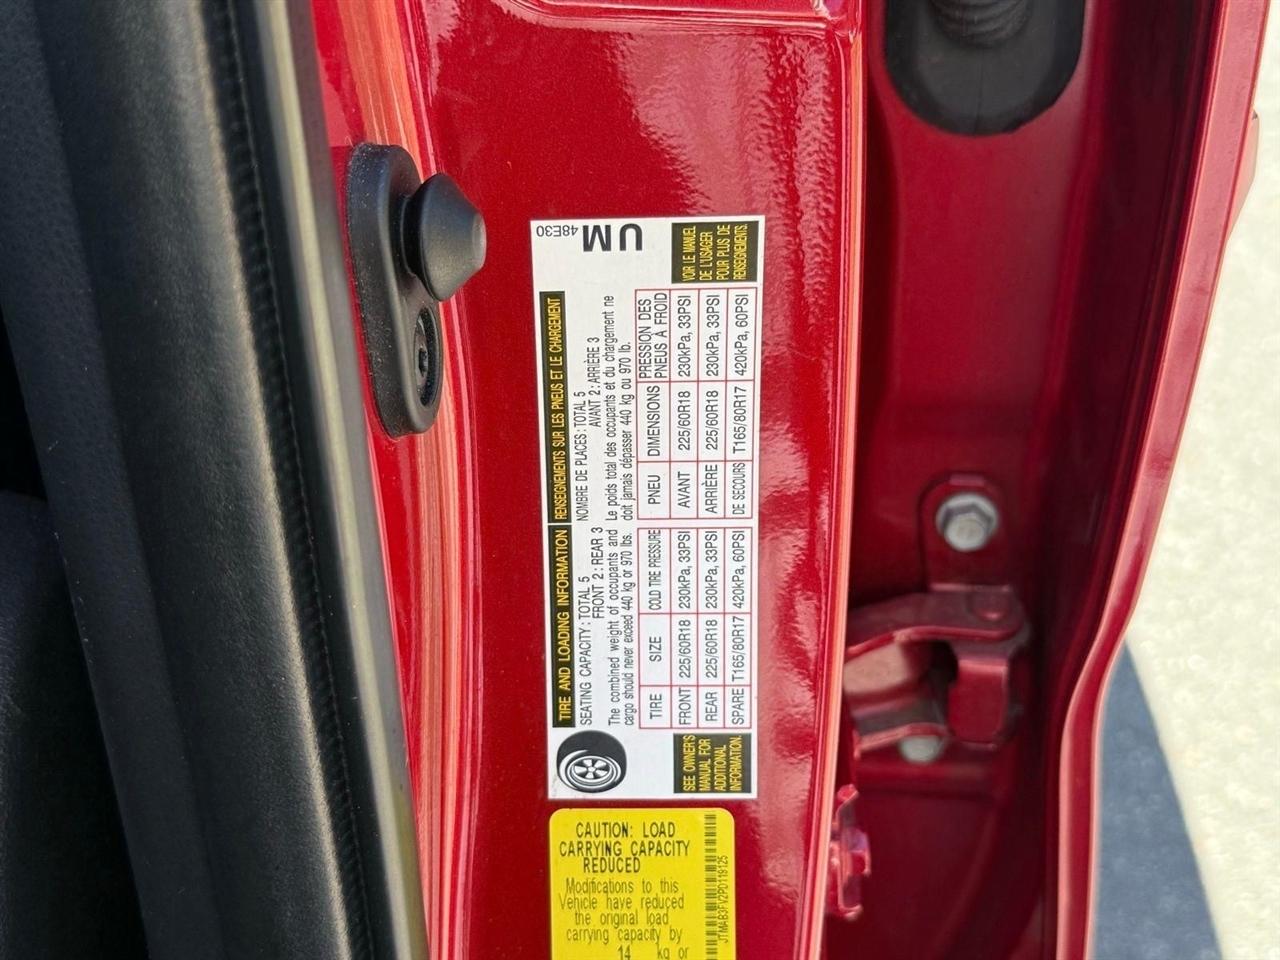 TIRE AND LOADING INFORMATION
RENSEIGNEMENTS SUR LES PNEUS ET LE CHARGEMENT
SEATING CAPACITY : TOTAL 5
FRONT 2 : REAR 3
The combined weight of occupants and
cargo should never exceed 440 kg or 970 lbs.
NOMBRE DE PLACES : TOTAL 5
AVANT 2 : ARRIÈRE 3
Le poids total des occupants et du chargement ne
doit jamais dépasser 440 kg ou 970 lb.
TIRE SIZE COLD TIRE PRESSURE
FRONT 225/60R18 230kPa, 33PSI
REAR 225/60R18 230kPa, 33PSI
SPARE T165/80R17 420kPa, 60PSI
PNEU DIMENSIONS PRESSION DES
PNEUS À FROID
AVANT 225/60R18 230kPa, 33PSI
ARRIÈRE 225/60R18 230kPa, 33PSI
DE SECOURS T165/80R17 420kPa, 60PSI
SEE OWNER'S
MANUAL FOR
ADDITIONAL
INFORMATION.
VOIR LE MANUEL
DE L'USAGER
POUR PLUS DE
RENSEIGNEMENTS
48E30
UM
CAUTION: LOAD
CARRYING CAPACITY
REDUCED
Modifications to this
Vehicle have reduced
the original load
carrying capacity by
14 kg or
JTMAB3FV2PD119125